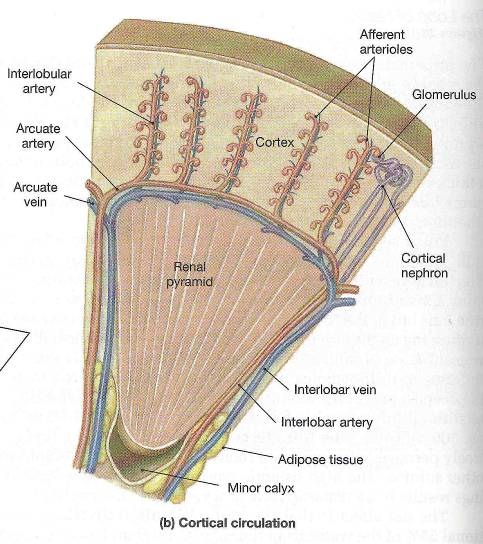 Afferent
arterioles
Interlobular
artery
Glomerulus
Arcuate
artery
Cortex
Arcuate
vein
Cortical
nephron
Renal
pyramid
Interlobar vein
Interlobar artery
Adipose tissue
Minor calyx
(b) Cortical circulation